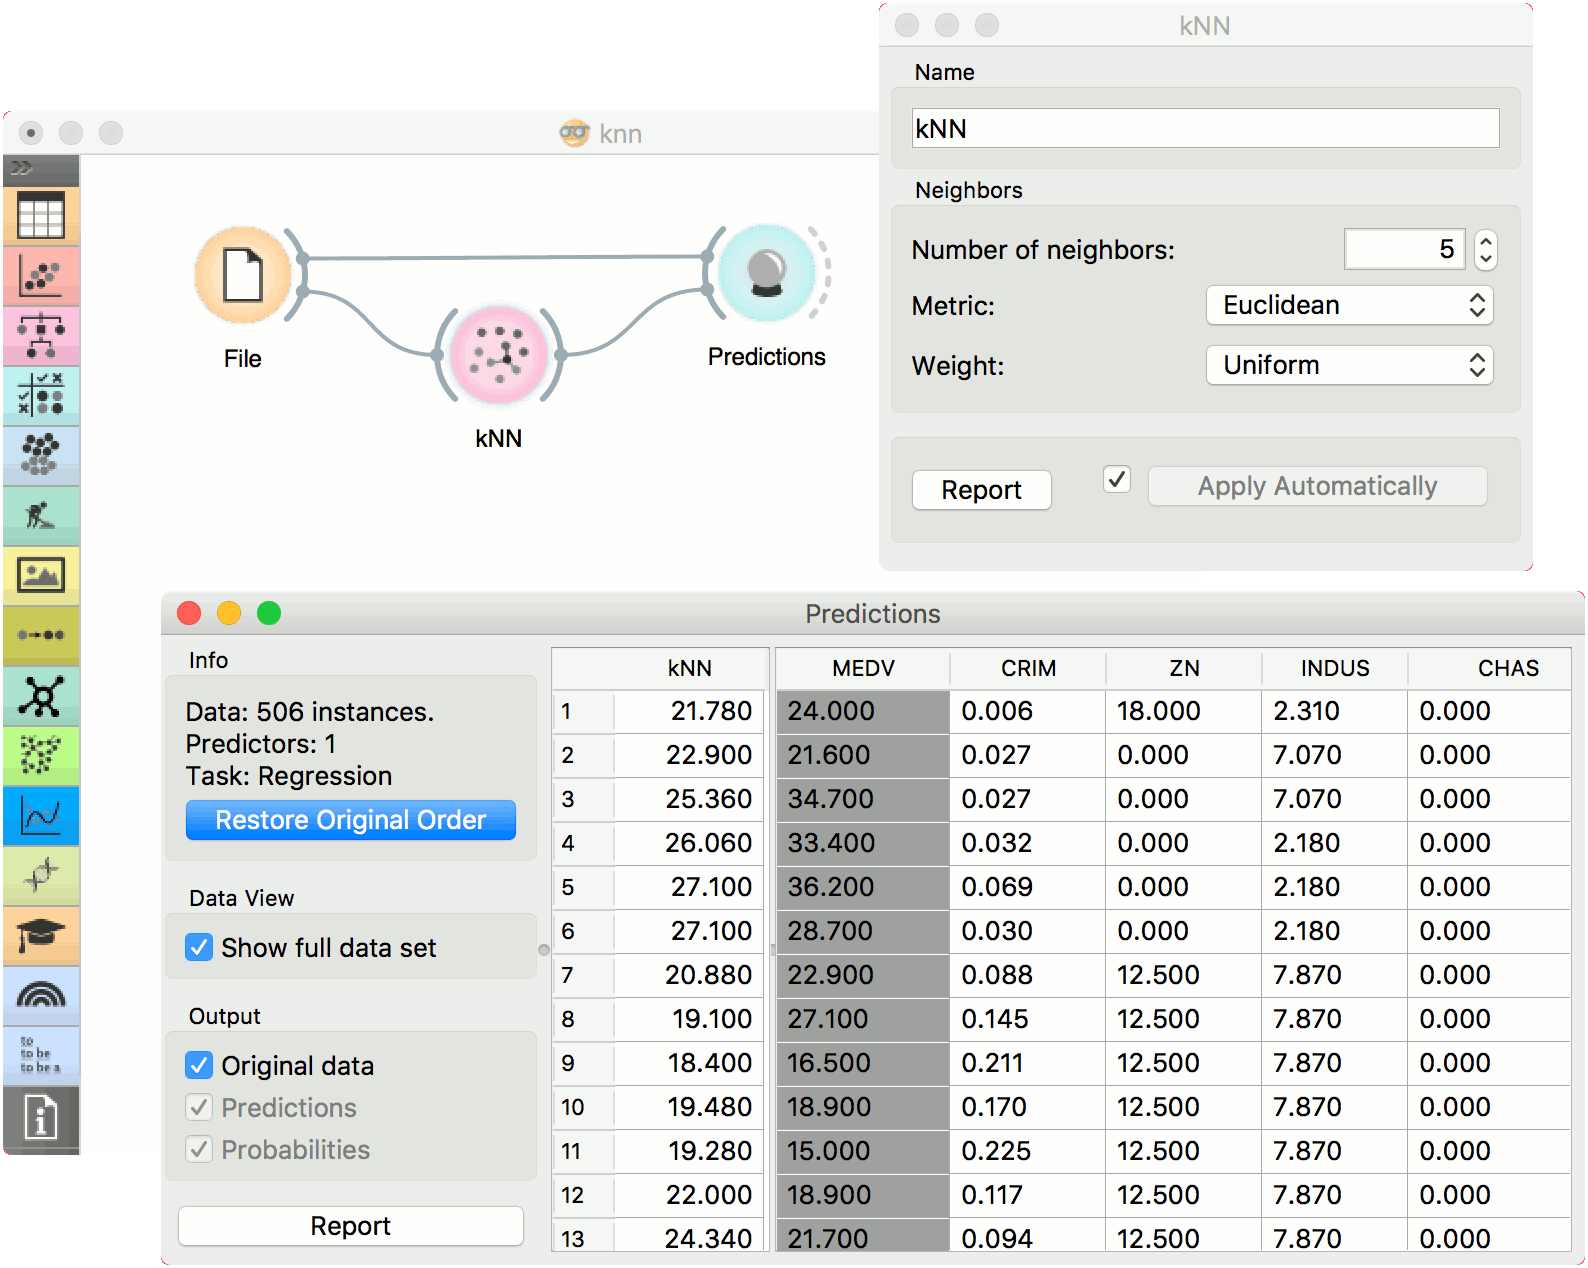 kNN
Name
kNN
Neighbors
Number of neighbors: 5
Metric: Euclidean
Weight: Uniform
Report Apply Automatically
knn
File
kNN
Predictions
to
to be
to be a
Predictions
Info
Data: 506 instances.
Predictors: 1
Task: Regression
Restore Original Order
Data View
Show full data set
Output
Original data
Predictions
Probabilities
Report
kNN MEDV CRIM ZN INDUS CHAS
1 21.780 24.000 0.006 18.000 2.310 0.000
2 22.900 21.600 0.027 0.000 7.070 0.000
3 25.360 34.700 0.027 0.000 7.070 0.000
4 26.060 33.400 0.032 0.000 2.180 0.000
5 27.100 36.200 0.069 0.000 2.180 0.000
6 27.100 28.700 0.030 0.000 2.180 0.000
7 20.880 22.900 0.088 12.500 7.870 0.000
8 19.100 27.100 0.145 12.500 7.870 0.000
9 18.400 16.500 0.211 12.500 7.870 0.000
10 19.480 18.900 0.170 12.500 7.870 0.000
11 19.280 15.000 0.225 12.500 7.870 0.000
12 22.000 18.900 0.117 12.500 7.870 0.000
13 24.340 21.700 0.094 12.500 7.870 0.000